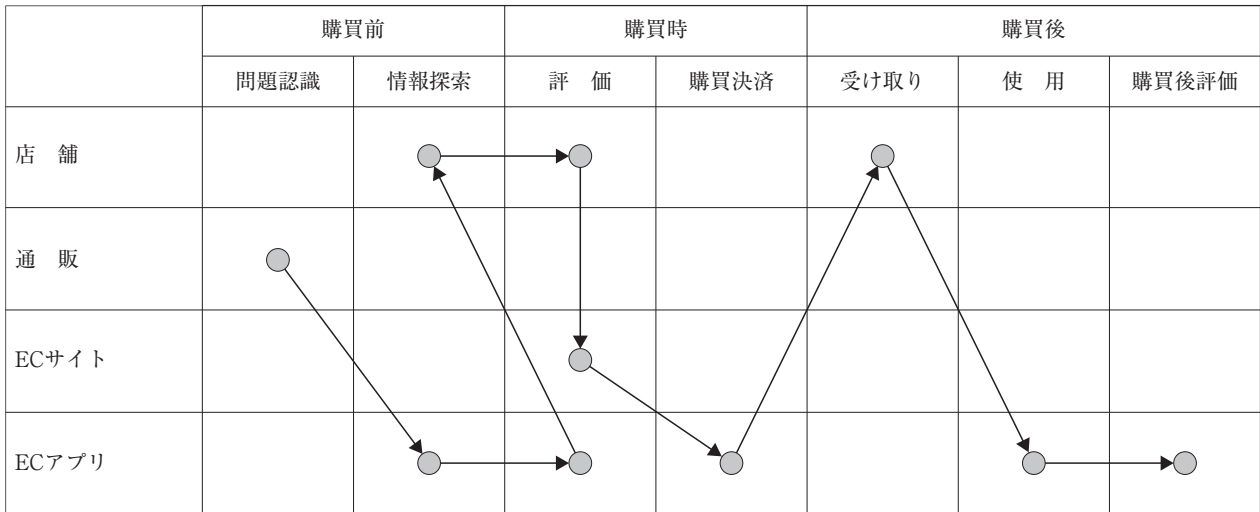 購買前 購買時 購買後
問題認識 情報探索 評　価 購買決済 受け取り 使　用 購買後評価
店　舗
通　販
ECサイト
ECアプリ